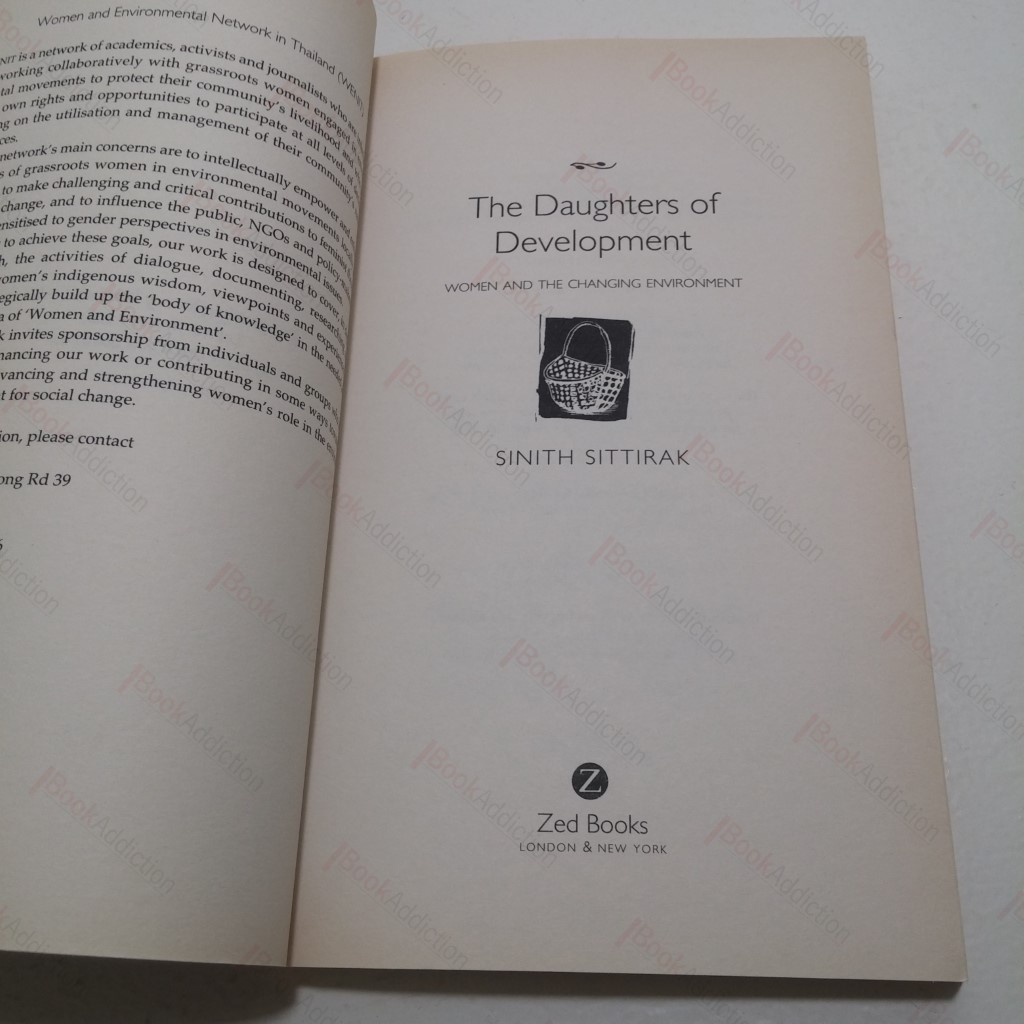 Women and Environmental Network in Thailand (WENIT)
NIT is a network of academics, activists and journalists who are
working collaboratively with grassroots women engaged in
tal movements to protect their community's livelihood and
own rights and opportunities to participate at all levels of
ng on the utilisation and management of their community's
ces.
network's main concerns are to intellectually empower and
s of grassroots women in environmental movements
to make challenging and critical contributions to feminist
change, and to influence the public, NGOs and policy
ensitised to gender perspectives in environmental issues
to achieve these goals, our work is designed to cover,
h, the activities of dialogue, documenting, researching
women's indigenous wisdom, viewpoints and
egically build up the 'body of knowledge' in the
a of 'Women and Environment'.
k invites sponsorship from individuals and groups
nancing our work or contributing in some ways
vancing and strengthening women's role in the
t for social change.
ion, please contact
ong Rd 39
The Daughters of
Development
WOMEN AND THE CHANGING ENVIRONMENT
SINITH SITTIRAK
Z
Zed Books
LONDON & NEW YORK
BookAddiction